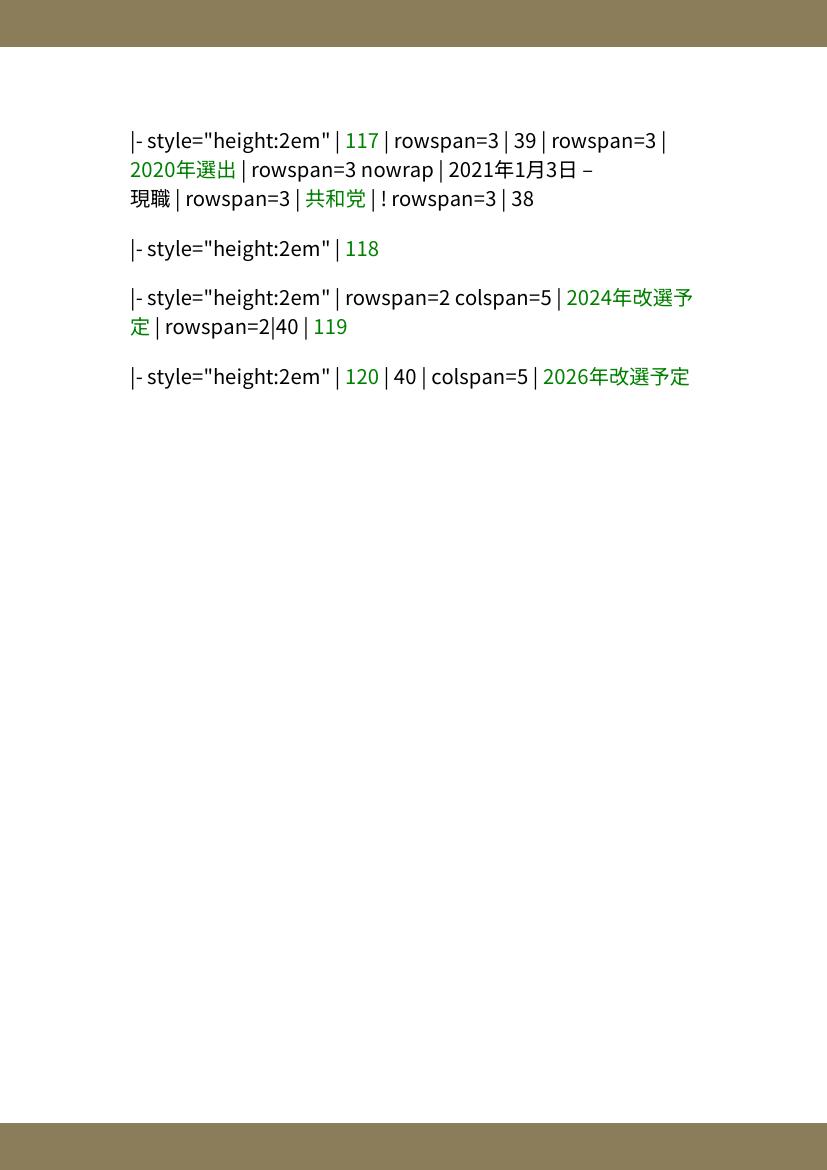 |- style="height:2em" | 117 | rowspan=3 | 39 | rowspan=3 |
2020年選出 | rowspan=3 nowrap | 2021年1月3日 –
現職 | rowspan=3 | 共和党 | ! rowspan=3 | 38
|- style="height:2em" | 118
|- style="height:2em" | rowspan=2 colspan=5 | 2024年改選予
定 | rowspan=2|40 | 119
|- style="height:2em" | 120 | 40 | colspan=5 | 2026年改選予定